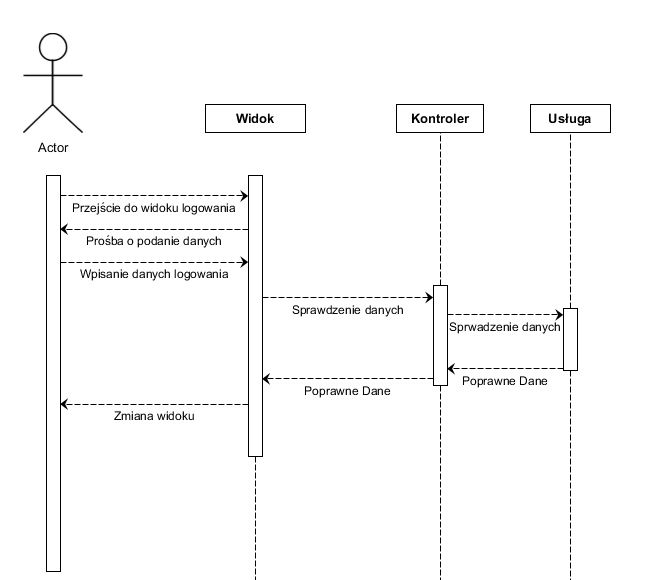 Widok
Kontroler
Usługa
Actor
Przejście do widoku logowania
Prośba o podanie danych
Wpisanie danych logowania
Sprawdzenie danych
Sprwadzenie danych
Poprawne Dane
Poprawne Dane
Zmiana widoku